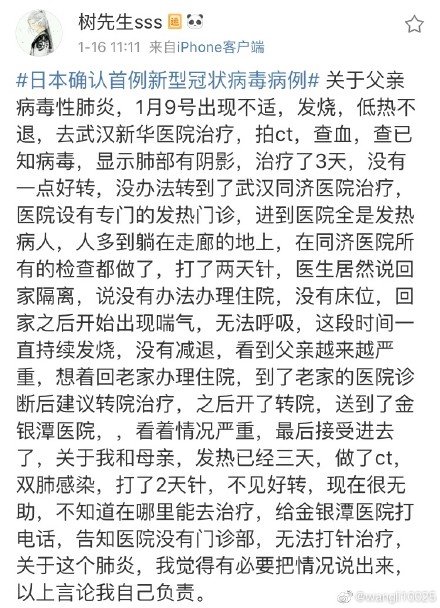 树先生sss
1-16 11:11 来自iPhone客户端
#日本确认首例新型冠状病毒病例# 关于父亲
病毒性肺炎，1月9号出现不适，发烧，低热不
退，去武汉新华医院治疗，拍ct，查血，查已
知病毒，显示肺部有阴影，治疗了3天，没有
一点好转，没办法转到了武汉同济医院治疗，
医院设有专门的发热门诊，进到医院全是发热
病人，人多到躺在走廊的地上，在同济医院所
有的检查都做了，打了两天针，医生居然说回
家隔离，说没有办法办理住院，没有床位，回
家之后开始出现喘气，无法呼吸，这段时间一
直持续发烧，没有减退，看到父亲越来越严
重，想着回老家办理住院，到了老家的医院诊
断后建议转院治疗，之后开了转院，送到了金
银潭医院，，看着情况严重，最后接受进去
了，关于我和母亲，发热已经三天，做了ct，
双肺感染，打了2天针，不见好转，现在很无
助，不知道在哪里能去治疗，给金银潭医院打
电话，告知医院没有门诊部，无法打针治疗，
关于这个肺炎，我觉得有必要把情况说出来，
以上言论我自己负责。
@wangli10025